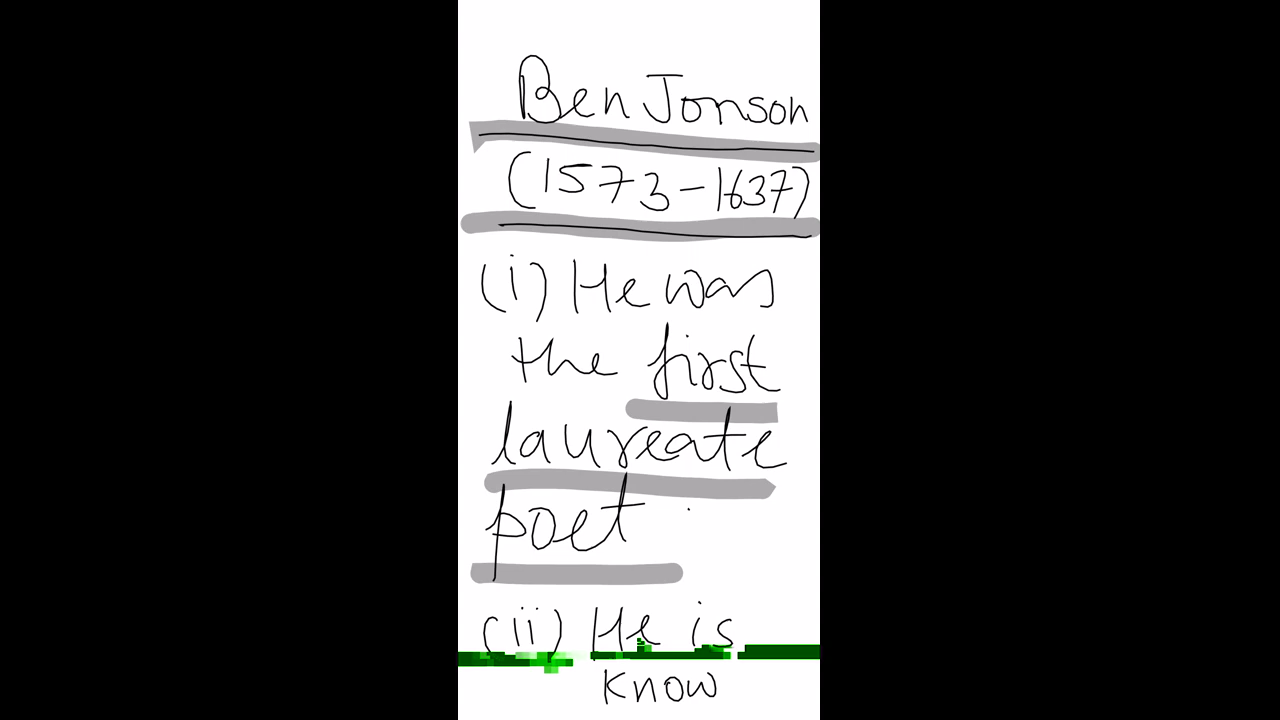 Ben Jonson
(1573-1637)
(i) He was
the first
laureate
poet.
(ii) He is
know